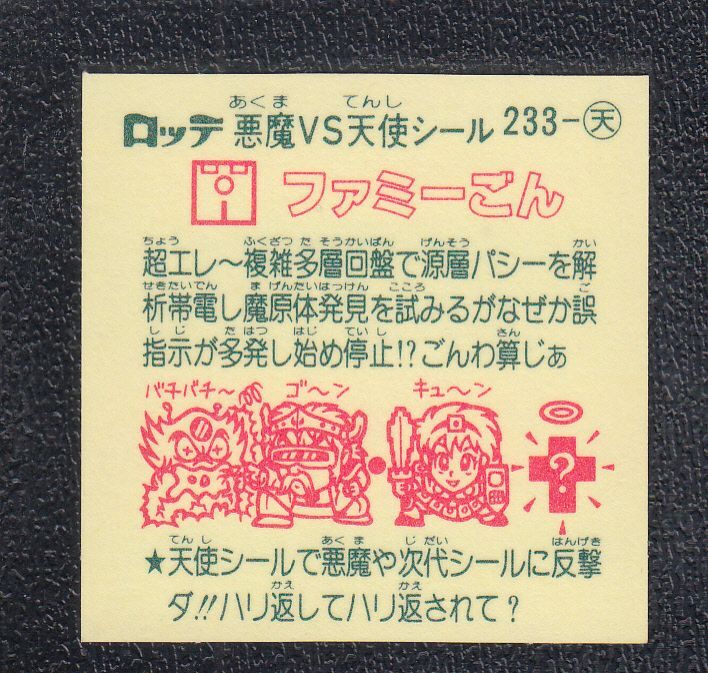 あくま てんし
ロッテ 悪魔VS天使シール 233-天
ファミーごん
ちょう ふくざつ た そうかいばん げんそう かい
超エレ〜複雑多層回盤で源層パシーを解
せきたいでん ま げんたいはっけん こころ ご
析帯電し魔原体発見を試みるがなぜか誤
しじ たはつ はじ ていし さん
指示が多発し始め停止!?ごんわ算じぁ
バチバチ〜 ゴ〜ン キュ〜ン
?
てんし あくま じだい はんげき
★天使シールで悪魔や次代シールに反撃
かえ かえ
ダ!!ハリ返してハリ返されて?